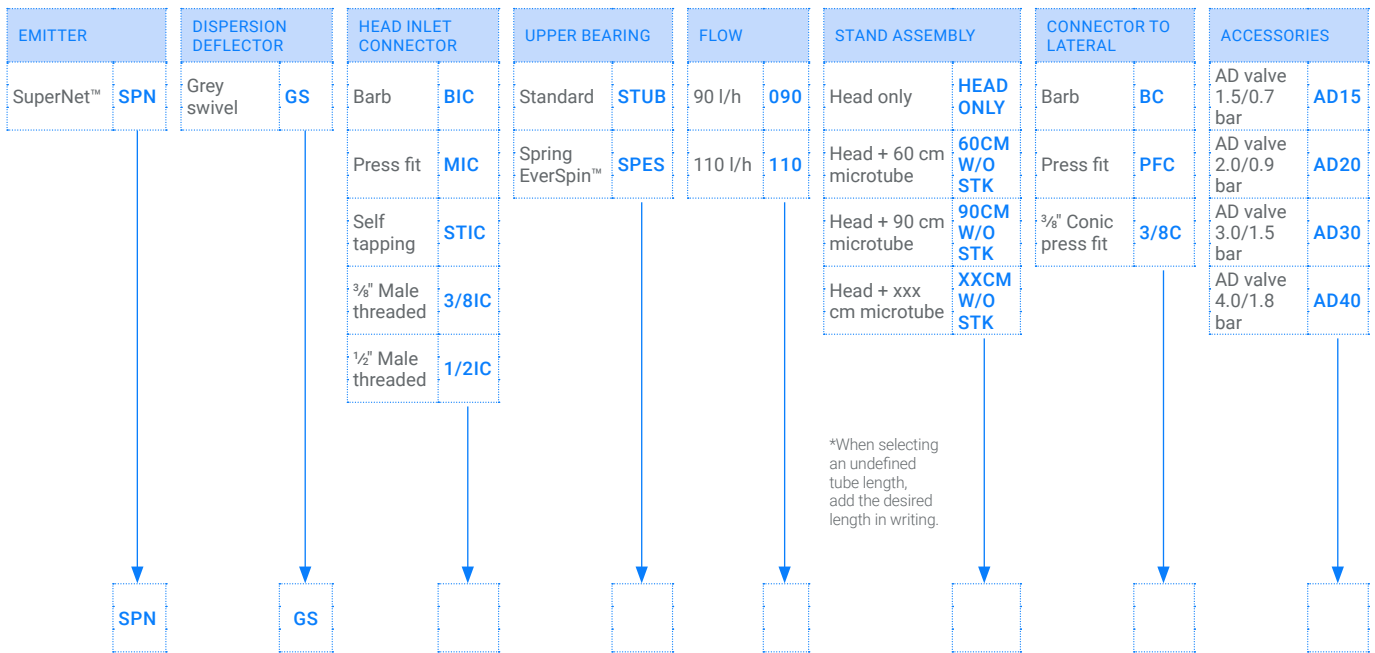 EMITTER
SuperNet™ SPN
DISPERSION
DEFLECTOR
Grey
swivel
GS
HEAD INLET
CONNECTOR
Barb BIC
Press fit MIC
Self
tapping
STIC
⅜" Male
threaded
3/8IC
½" Male
threaded
1/2IC
UPPER BEARING
Standard STUB
Spring
EverSpin™
SPES
FLOW
90 l/h 090
110 l/h 110
STAND ASSEMBLY
Head only
HEAD
ONLY
Head + 60 cm
microtube
60CM
W/O
STK
Head + 90 cm
microtube
90CM
W/O
STK
Head + xxx
cm microtube
XXCM
W/O
STK
*When selecting
an undefined
tube length,
add the desired
length in writing.
CONNECTOR TO
LATERAL
Barb BC
Press fit PFC
⅜" Conic
press fit
3/8C
ACCESSORIES
AD valve
1.5/0.7
bar
AD15
AD valve
2.0/0.9
bar
AD20
AD valve
3.0/1.5
bar
AD30
AD valve
4.0/1.8
bar
AD40
SPN
GS